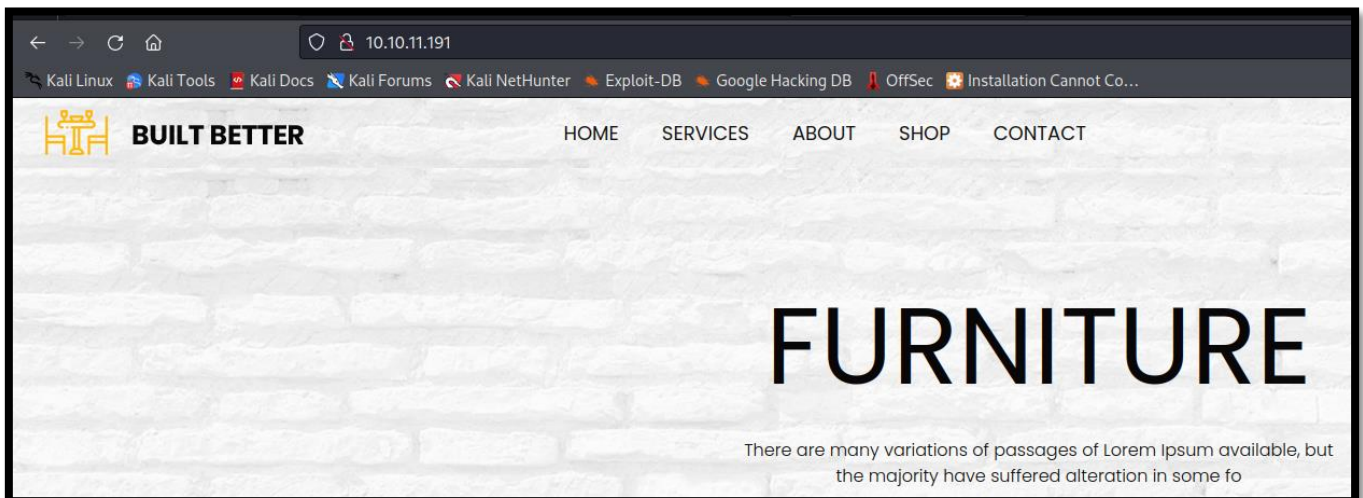 10.10.11.191
Kali Linux Kali Tools Kali Docs Kali Forums Kali NetHunter Exploit-DB Google Hacking DB OffSec Installation Cannot Co...
BUILT BETTER HOME SERVICES ABOUT SHOP CONTACT
FURNITURE
There are many variations of passages of Lorem Ipsum available, but
the majority have suffered alteration in some fo